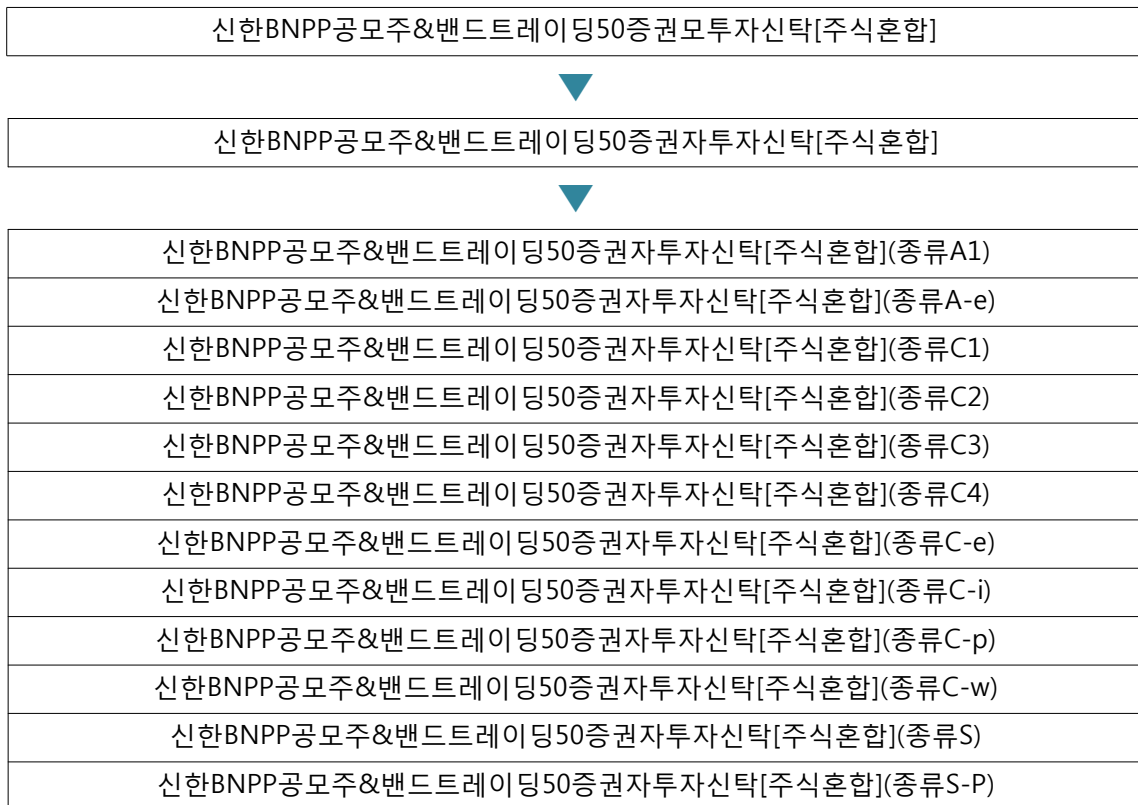 신한BNPP공모주&밴드트레이딩50증권모투자신탁[주식혼합]
신한BNPP공모주&밴드트레이딩50증권자투자신탁[주식혼합]
신한BNPP공모주&밴드트레이딩50증권자투자신탁[주식혼합](종류A1)
신한BNPP공모주&밴드트레이딩50증권자투자신탁[주식혼합](종류A-e)
신한BNPP공모주&밴드트레이딩50증권자투자신탁[주식혼합](종류C1)
신한BNPP공모주&밴드트레이딩50증권자투자신탁[주식혼합](종류C2)
신한BNPP공모주&밴드트레이딩50증권자투자신탁[주식혼합](종류C3)
신한BNPP공모주&밴드트레이딩50증권자투자신탁[주식혼합](종류C4)
신한BNPP공모주&밴드트레이딩50증권자투자신탁[주식혼합](종류C-e)
신한BNPP공모주&밴드트레이딩50증권자투자신탁[주식혼합](종류C-i)
신한BNPP공모주&밴드트레이딩50증권자투자신탁[주식혼합](종류C-p)
신한BNPP공모주&밴드트레이딩50증권자투자신탁[주식혼합](종류C-w)
신한BNPP공모주&밴드트레이딩50증권자투자신탁[주식혼합](종류S)
신한BNPP공모주&밴드트레이딩50증권자투자신탁[주식혼합](종류S-P)